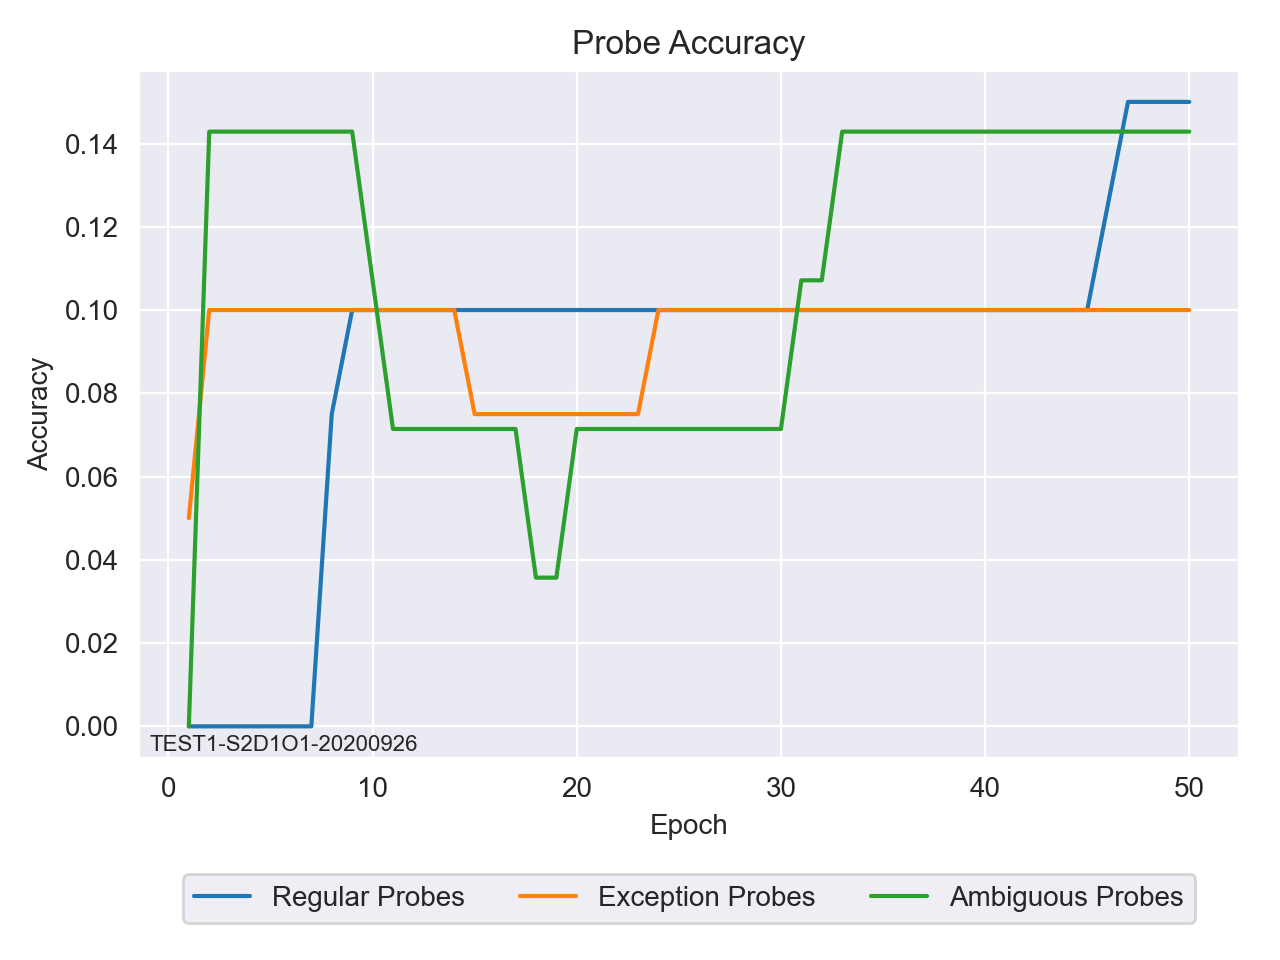 Probe Accuracy
Accuracy
0.14
0.12
0.10
0.08
0.06
0.04
0.02
0.00
TEST1-S2D1O1-20200926
0 10 20 30 40 50
Epoch
Regular Probes Exception Probes Ambiguous Probes